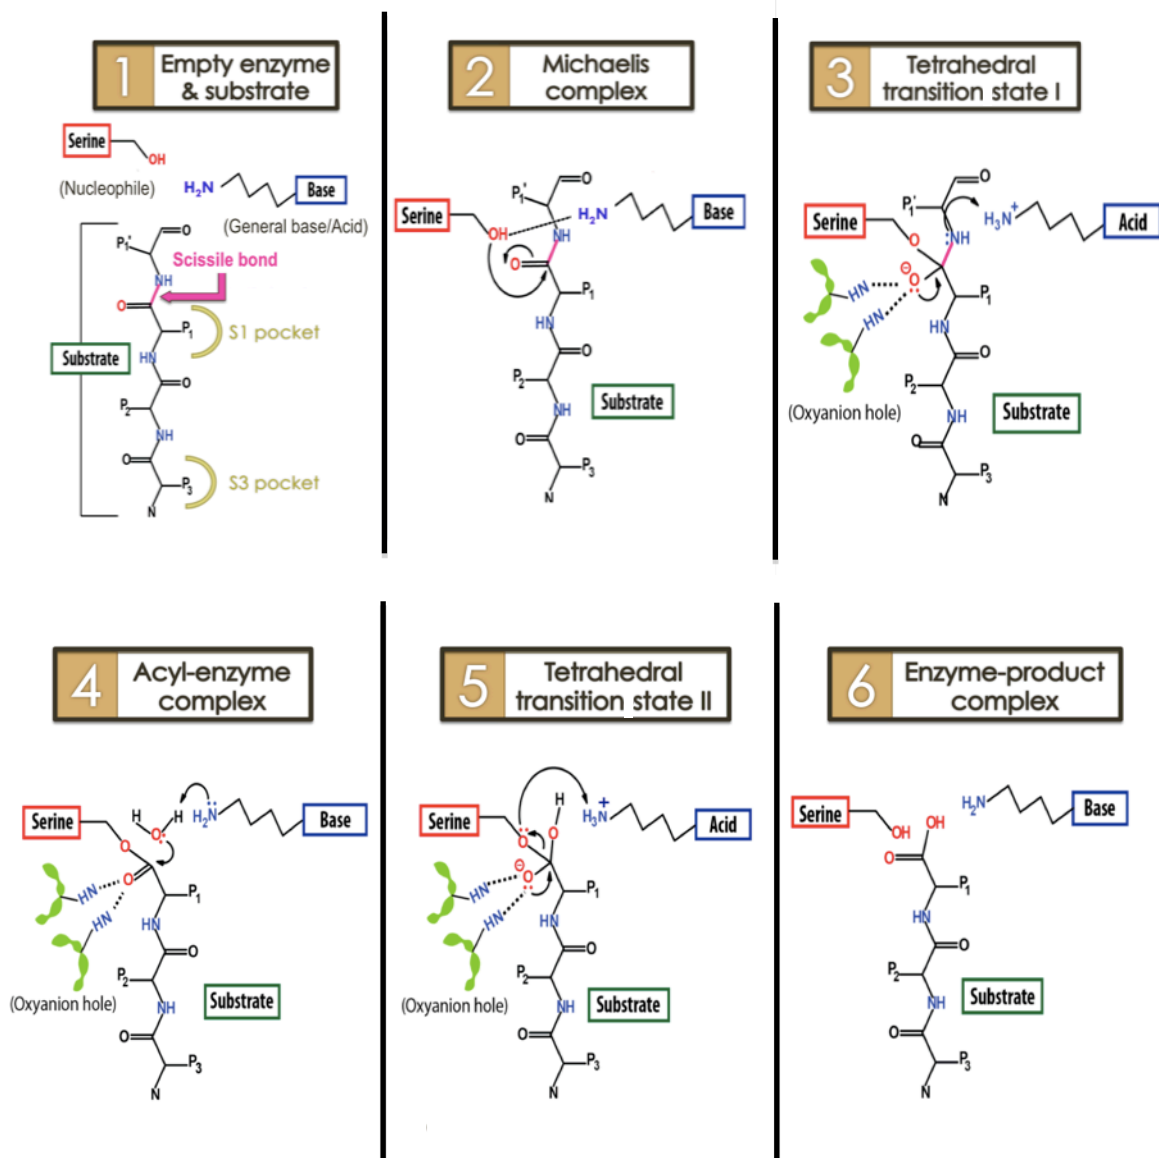 1
Empty enzyme
& substrate
Serine
OH
(Nucleophile)
H₂N
Base
(General base/Acid)
P₁'
O
Scissile bond
NH
O
P₁
S1 pocket
Substrate
HN
O
P₂
NH
O
P₃
S3 pocket
N
2
Michaelis
complex
O
P₁'
Serine
H₂N
Base
OH
NH
O
P₁
HN
O
P₂
Substrate
NH
O
P₃
N
3
Tetrahedral
transition state I
O
P₁'
Serine
H₃N⁺
Acid
O
:NH
⊖
O
HN
P₁
HN
HN
O
P₂
(Oxyanion hole)
NH
Substrate
O
P₃
N
4
Acyl-enzyme
complex
Serine
H
H
H₂N
Base
O
O
O
HN
P₁
HN
HN
O
P₂
(Oxyanion hole)
Substrate
NH
O
P₃
N
5
Tetrahedral
transition state II
H
+
Serine
H₃N
Acid
O
O
⊖
O
HN
P₁
HN
HN
O
P₂
(Oxyanion hole)
NH
Substrate
O
P₃
N
6
Enzyme-product
complex
Serine
H₂N
Base
OH
OH
O
P₁
HN
O
P₂
NH
Substrate
O
P₃
N